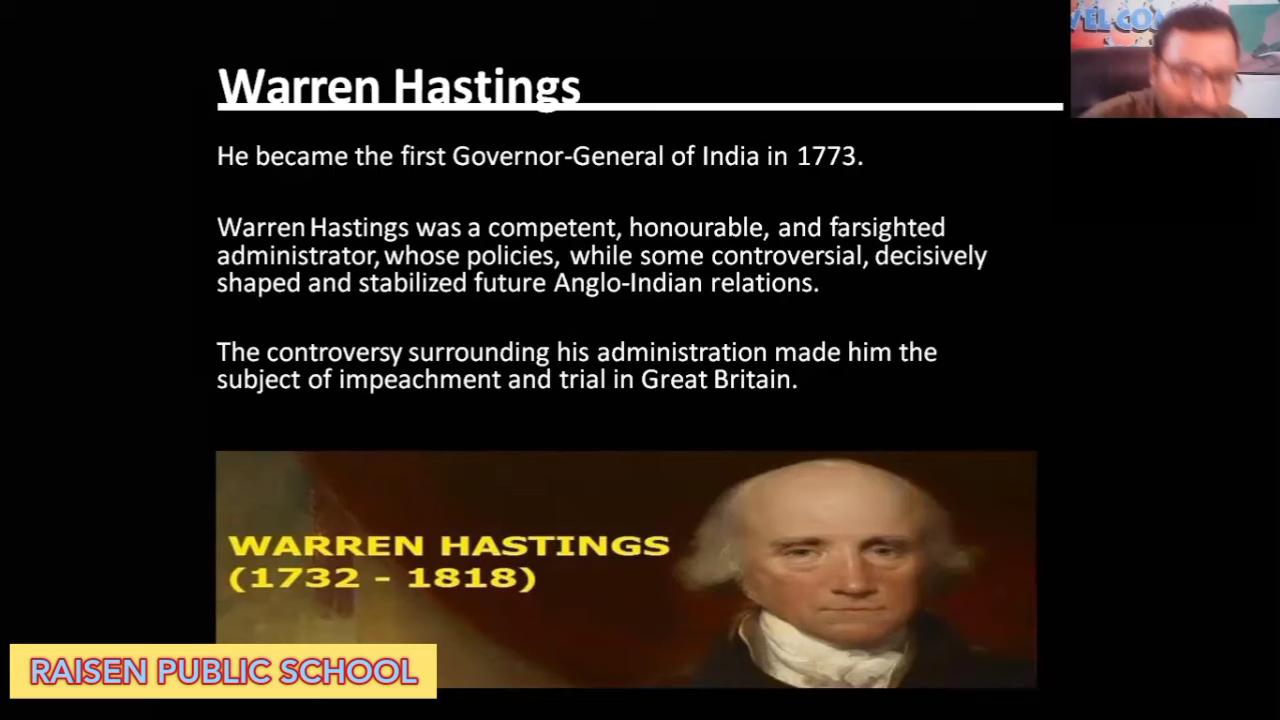 Warren Hastings
He became the first Governor-General of India in 1773.
Warren Hastings was a competent, honourable, and farsighted
administrator, whose policies, while some controversial, decisively
shaped and stabilized future Anglo-Indian relations.
The controversy surrounding his administration made him the
subject of impeachment and trial in Great Britain.
WARREN HASTINGS
(1732 - 1818)
RAISEN PUBLIC SCHOOL